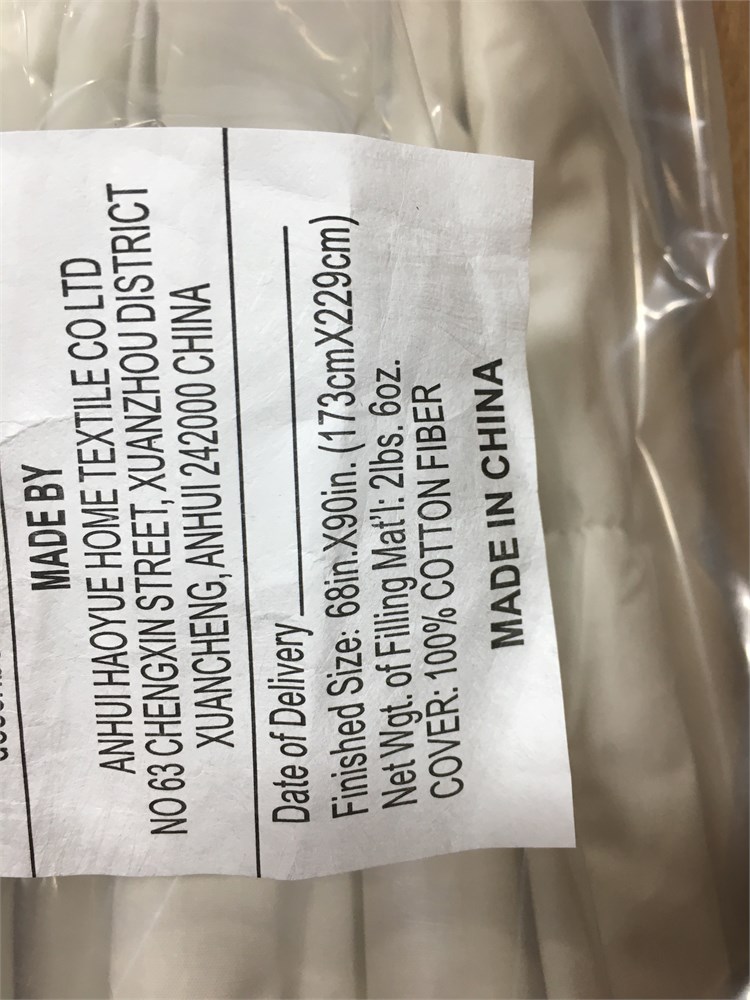 MADE BY
ANHUI HAOYUE HOME TEXTILE CO LTD
NO 63 CHENGXIN STREET, XUANZHOU DISTRICT
XUANCHENG, ANHUI 242000 CHINA
Date of Delivery
Finished Size: 68in.X90in. (173cmX229cm)
Net Wgt. of Filling Mat'l: 2lbs. 6oz.
COVER: 100% COTTON FIBER
MADE IN CHINA